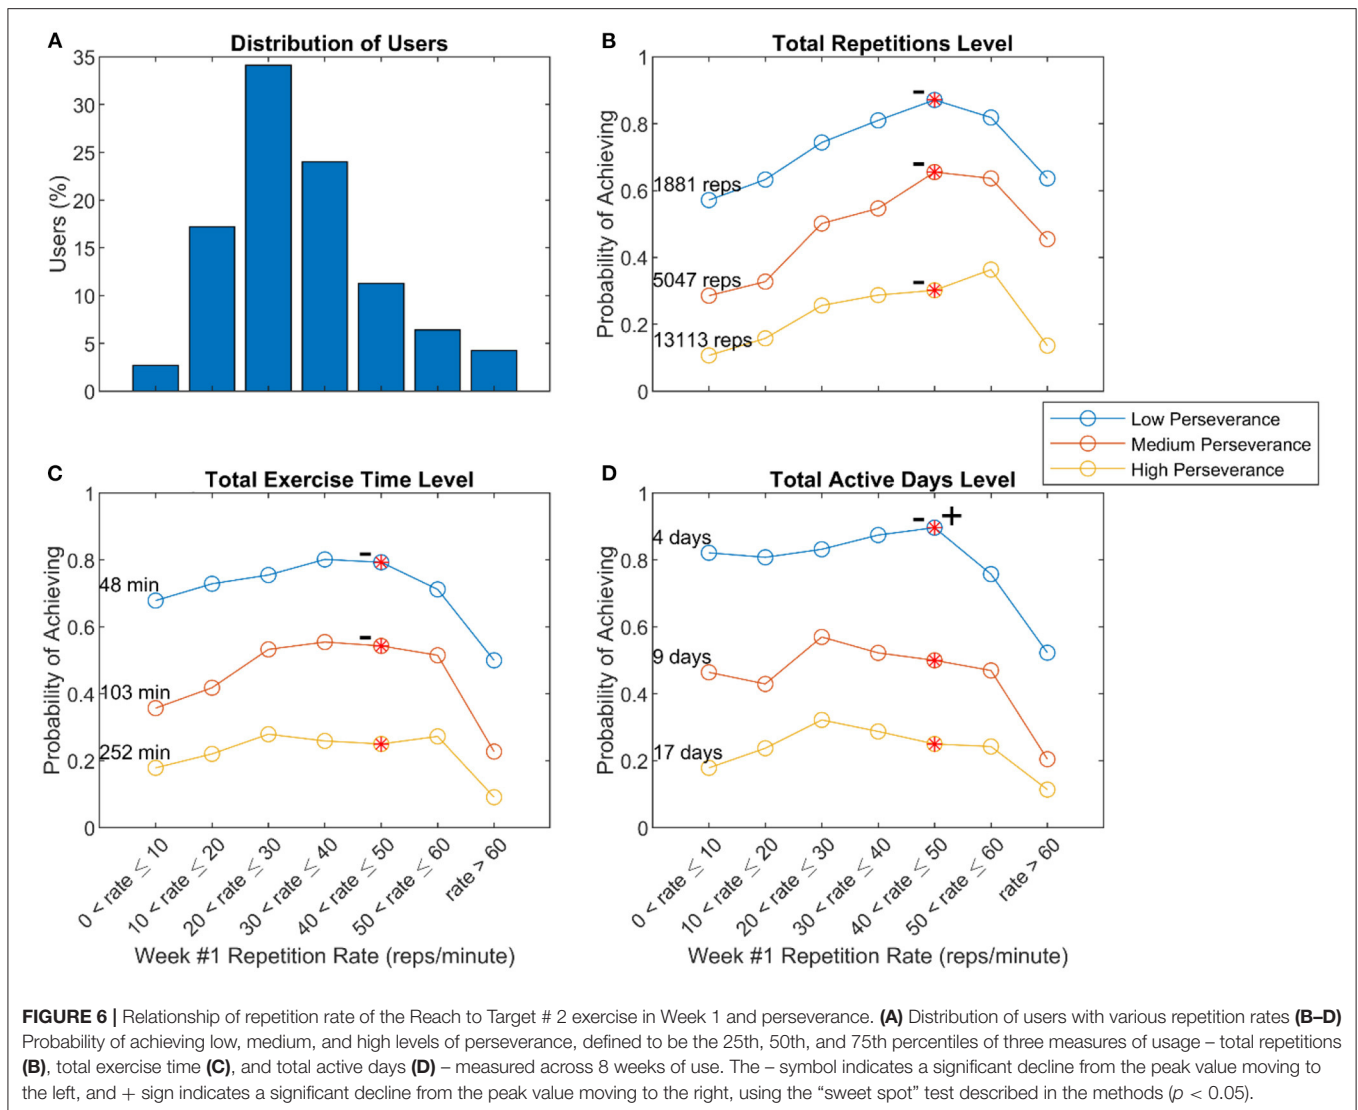 A
Distribution of Users
35
30
25
20
15
10
5
0
Users (%)
B
Total Repetitions Level
1
0.8
0.6
0.4
0.2
0
Probability of Achieving
1881 reps
5047 reps
13113 reps
-
-
-
Low Perseverance
Medium Perseverance
High Perseverance
C
Total Exercise Time Level
1
0.8
0.6
0.4
0.2
0
Probability of Achieving
48 min
103 min
252 min
-
-
0 < rate ≤ 10
10 < rate ≤ 20
20 < rate ≤ 30
30 < rate ≤ 40
40 < rate ≤ 50
50 < rate ≤ 60
rate > 60
Week #1 Repetition Rate (reps/minute)
D
Total Active Days Level
1
0.8
0.6
0.4
0.2
0
Probability of Achieving
4 days
9 days
17 days
- +
0 < rate ≤ 10
10 < rate ≤ 20
20 < rate ≤ 30
30 < rate ≤ 40
40 < rate ≤ 50
50 < rate ≤ 60
rate > 60
Week #1 Repetition Rate (reps/minute)
FIGURE 6 | Relationship of repetition rate of the Reach to Target # 2 exercise in Week 1 and perseverance. (A) Distribution of users with various repetition rates (B–D)
Probability of achieving low, medium, and high levels of perseverance, defined to be the 25th, 50th, and 75th percentiles of three measures of usage – total repetitions
(B), total exercise time (C), and total active days (D) – measured across 8 weeks of use. The – symbol indicates a significant decline from the peak value moving to
the left, and + sign indicates a significant decline from the peak value moving to the right, using the “sweet spot” test described in the methods (p < 0.05).